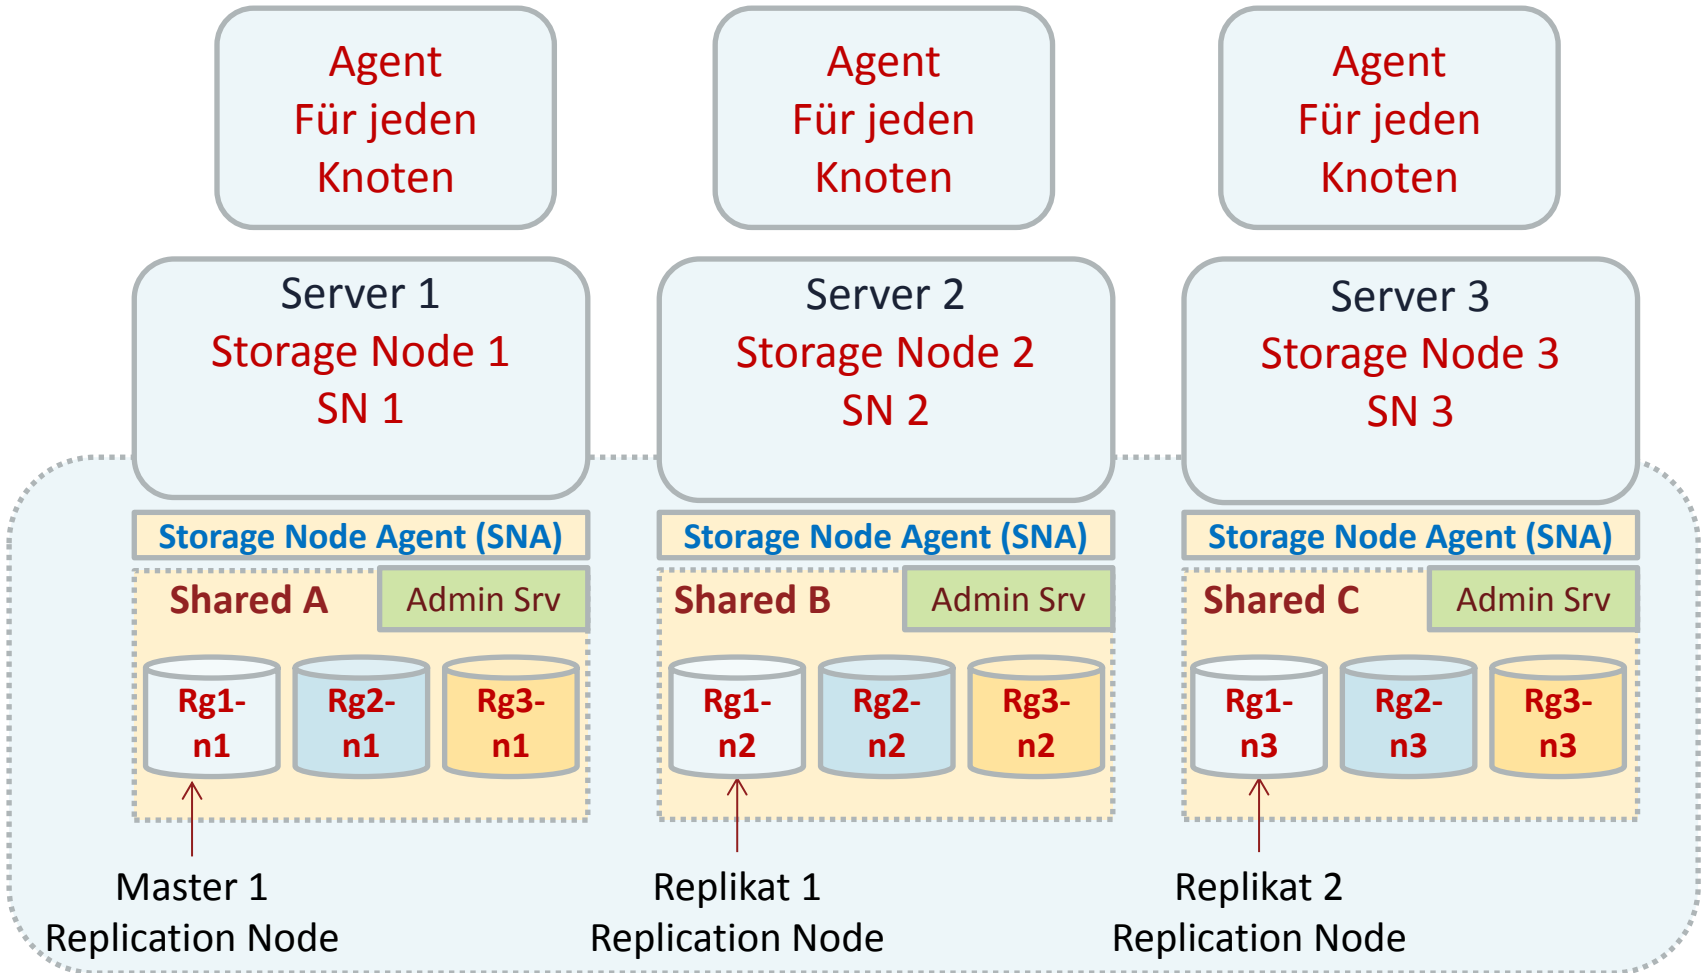 Agent
Für jeden
Knoten
Agent
Für jeden
Knoten
Agent
Für jeden
Knoten
Server 1
Storage Node 1
SN 1
Server 2
Storage Node 2
SN 2
Server 3
Storage Node 3
SN 3
Storage Node Agent (SNA)
Storage Node Agent (SNA)
Storage Node Agent (SNA)
Shared A
Admin Srv
Shared B
Admin Srv
Shared C
Admin Srv
Rg1-
n1
Rg2-
n1
Rg3-
n1
Rg1-
n2
Rg2-
n2
Rg3-
n2
Rg1-
n3
Rg2-
n3
Rg3-
n3
Master 1
Replication Node
Replikat 1
Replication Node
Replikat 2
Replication Node